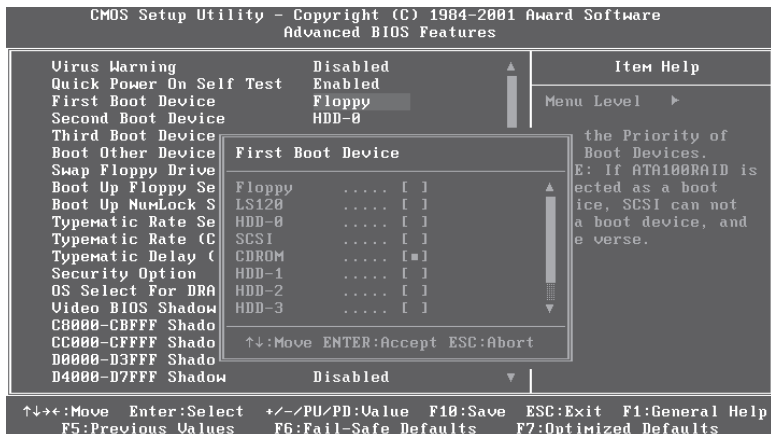 CMOS Setup Utility - Copyright (C) 1984-2001 Award Software
Advanced BIOS Features
Virus Warning Disabled
Quick Power On Self Test Enabled
First Boot Device Floppy
Second Boot Device HDD-0
Third Boot Device
Boot Other Device
Swap Floppy Drive
Boot Up Floppy Se
Boot Up NumLock S
Typematic Rate Se
Typematic Rate (C
Typematic Delay (
Security Option
OS Select For DRA
Video BIOS Shadow
C8000-CBFFF Shado
CC000-CFFFF Shado
D0000-D3FFF Shado
D4000-D7FFF Shadow Disabled
First Boot Device
Floppy ..... [ ]
LS120 ..... [ ]
HDD-0 ..... [ ]
SCSI ..... [ ]
CDROM ..... [■]
HDD-1 ..... [ ]
HDD-2 ..... [ ]
HDD-3 ..... [ ]
↑↓:Move ENTER:Accept ESC:Abort
Item Help
Menu Level ►
the Priority of
Boot Devices.
E: If ATA100RAID is
ected as a boot
ice, SCSI can not
a boot device, and
e verse.
↑↓→←:Move Enter:Select +/-/PU/PD:Value F10:Save ESC:Exit F1:General Help
F5:Previous Values F6:Fail-Safe Defaults F7:Optimized Defaults